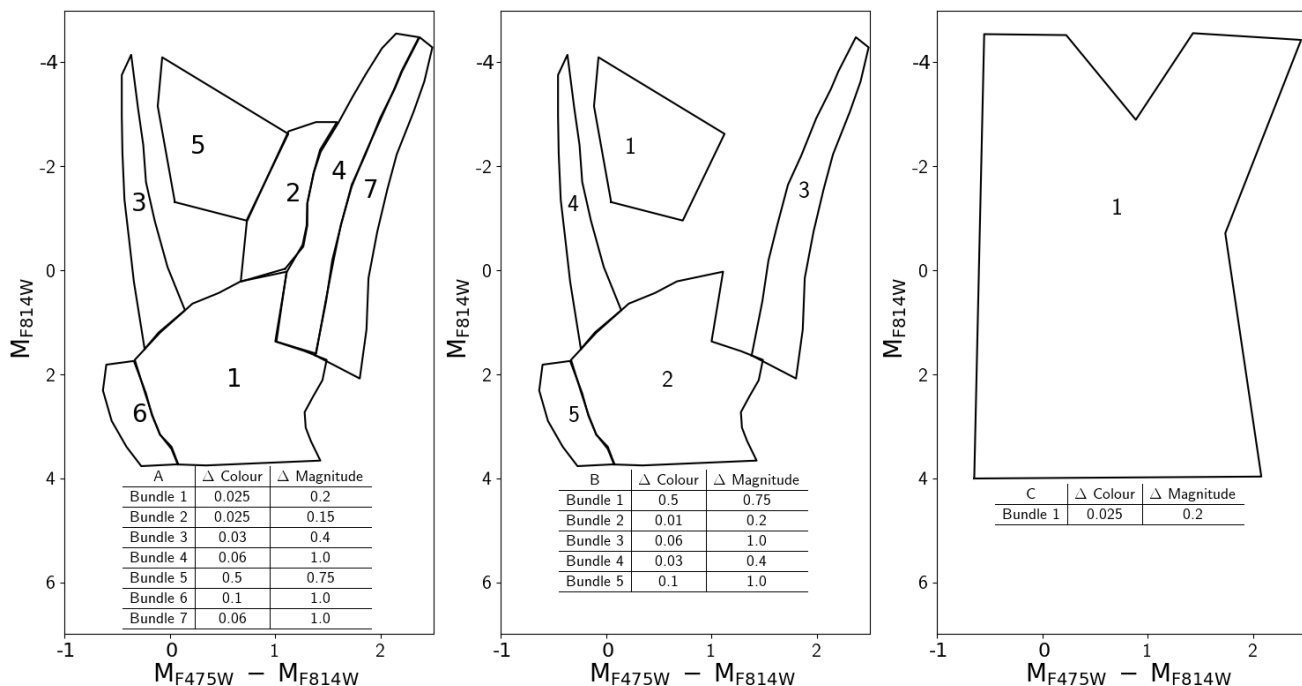 -4
-2
0
2
4
6
M_F814W
5
2
4
3
7
1
6
A Δ Colour Δ Magnitude
Bundle 1 0.025 0.2
Bundle 2 0.025 0.15
Bundle 3 0.03 0.4
Bundle 4 0.06 1.0
Bundle 5 0.5 0.75
Bundle 6 0.1 1.0
Bundle 7 0.06 1.0
-1 0 1 2
M_F475W − M_F814W
-4
-2
0
2
4
6
M_F814W
1
3
4
2
5
B Δ Colour Δ Magnitude
Bundle 1 0.5 0.75
Bundle 2 0.01 0.2
Bundle 3 0.06 1.0
Bundle 4 0.03 0.4
Bundle 5 0.1 1.0
-1 0 1 2
M_F475W − M_F814W
-4
-2
0
2
4
6
M_F814W
1
C Δ Colour Δ Magnitude
Bundle 1 0.025 0.2
-1 0 1 2
M_F475W − M_F814W